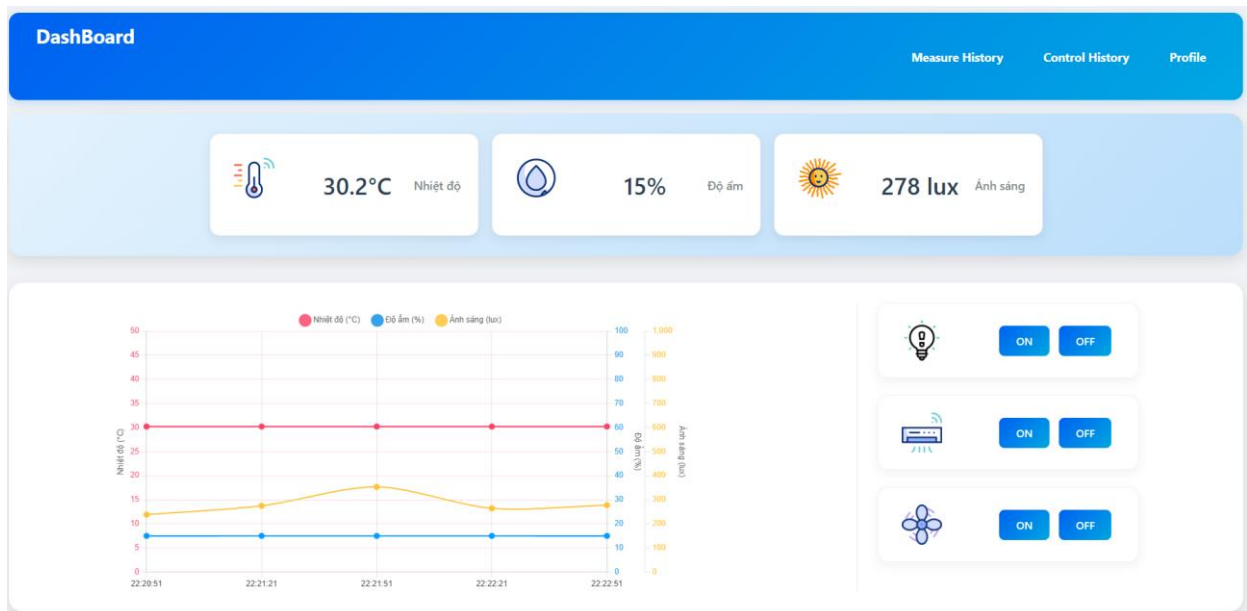 DashBoard
Measure History Control History Profile
30.2°C Nhiệt độ
15% Độ ẩm
278 lux Ánh sáng
Nhiệt độ (°C) Độ ẩm (%) Ánh sáng (lux)
50 100 1,000
45 90 900
40 80 800
35 70 700
30 60 600
25 50 500
20 40 400
15 30 300
10 20 200
5 10 100
0 0 0
Nhiệt độ (°C)
Độ ẩm (%)
Ánh sáng (lux)
22:20:51 22:21:21 22:21:51 22:22:21 22:22:51
ON OFF
ON OFF
ON OFF